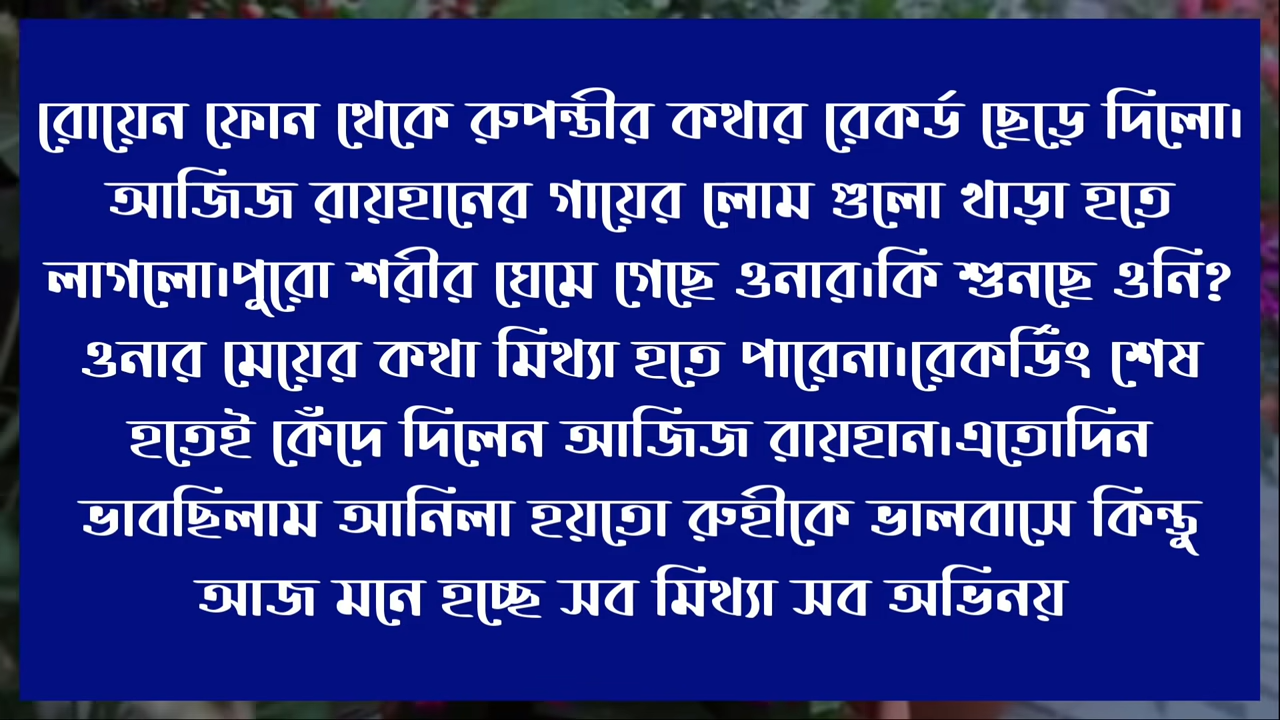 রোয়েন ফোন থেকে রুপন্তীর কথার রেকর্ড ছেড়ে দিলো।
আজিজ রায়হানের গায়ের লোম গুলো খাড়া হতে
লাগলো।পুরো শরীর ঘেমে গেছে ওনার।কি শুনছে ওনি?
ওনার মেয়ের কথা মিথ্যা হতে পারেনা।রেকর্ডিং শেষ
হতেই কেঁদে দিলেন আজিজ রায়হান।এতোদিন
ভাবছিলাম আনিলা হয়তো রুহীকে ভালবাসে কিন্তু
আজ মনে হচ্ছে সব মিথ্যা সব অভিনয়